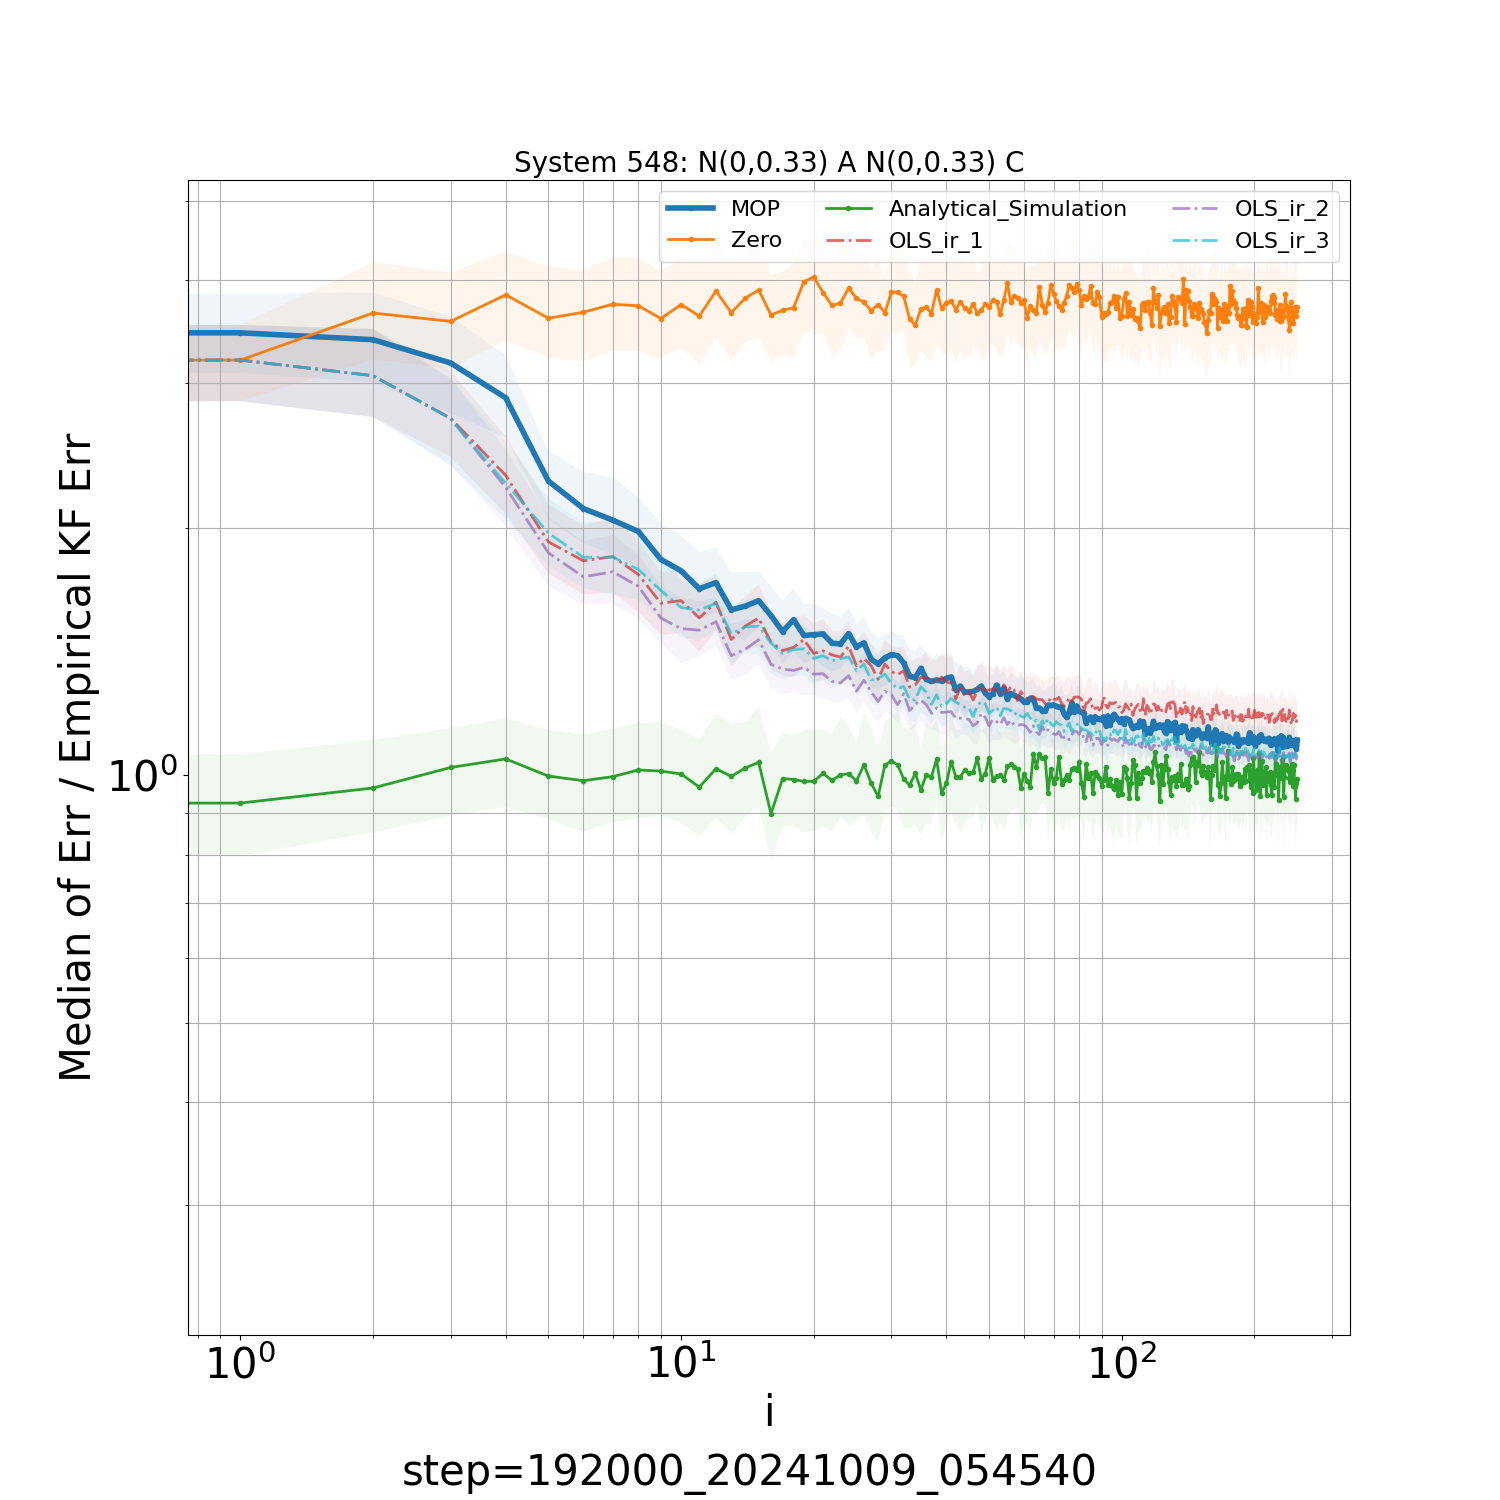 System 548: N(0,0.33) A N(0,0.33) C
MOP
Zero
Analytical_Simulation
OLS_ir_1
OLS_ir_2
OLS_ir_3
Median of Err / Empirical KF Err
10⁰
10⁰ 10¹ 10²
i
step=192000_20241009_054540